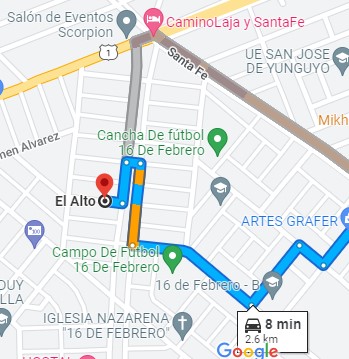 Salón de Eventos
Scorpion
CaminoLaja y SantaFe
1
Santa Fe
UE SAN JOSE
DE YUNGUYO
Cancha De fútbol
16 De Febrero
Mikh
men Alvarez
El Alto
ARTES GRAFER
Campo De Fútbol
16 De Febrero
16 de Febrero - B
IGLESIA NAZARENA
"16 DE FEBRERO"
8 min
2.6 km
Google